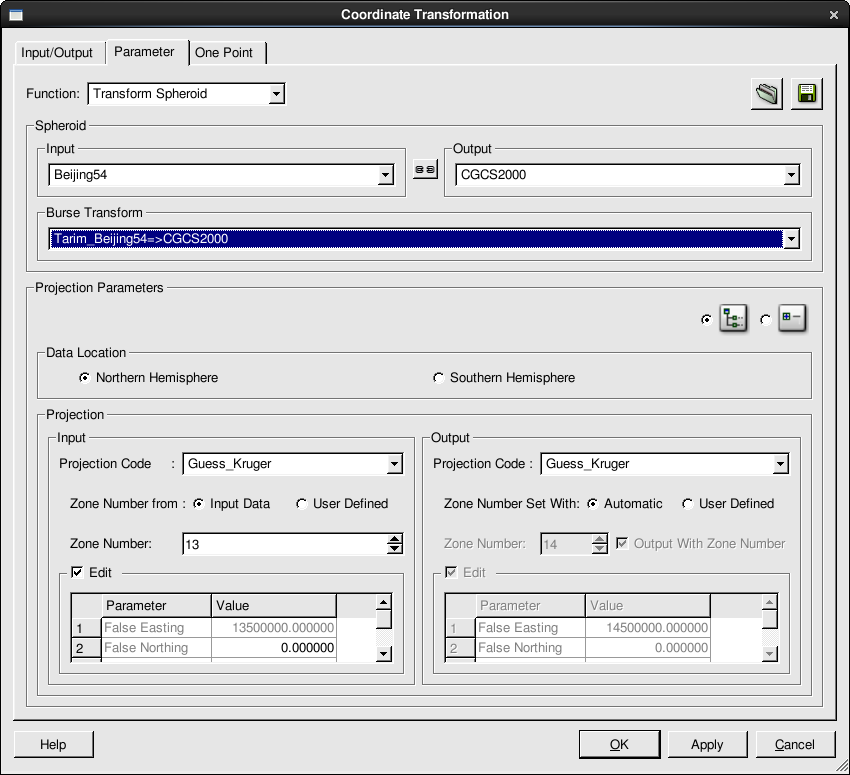 Coordinate Transformation
Input/Output Parameter One Point
Function: Transform Spheroid
Spheroid
Input Output
Beijing54 CGCS2000
Burse Transform
Tarim_Beijing54=>CGCS2000
Projection Parameters
Data Location
Northern Hemisphere Southern Hemisphere
Projection
Input Output
Projection Code : Guess_Kruger Projection Code : Guess_Kruger
Zone Number from : Input Data User Defined Zone Number Set With: Automatic User Defined
Zone Number: 13 Zone Number: 14 Output With Zone Number
Edit Edit
Parameter Value Parameter Value
1 False Easting 13500000.000000 1 False Easting 14500000.000000
2 False Northing 0.000000 2 False Northing 0.000000
Help OK Apply Cancel